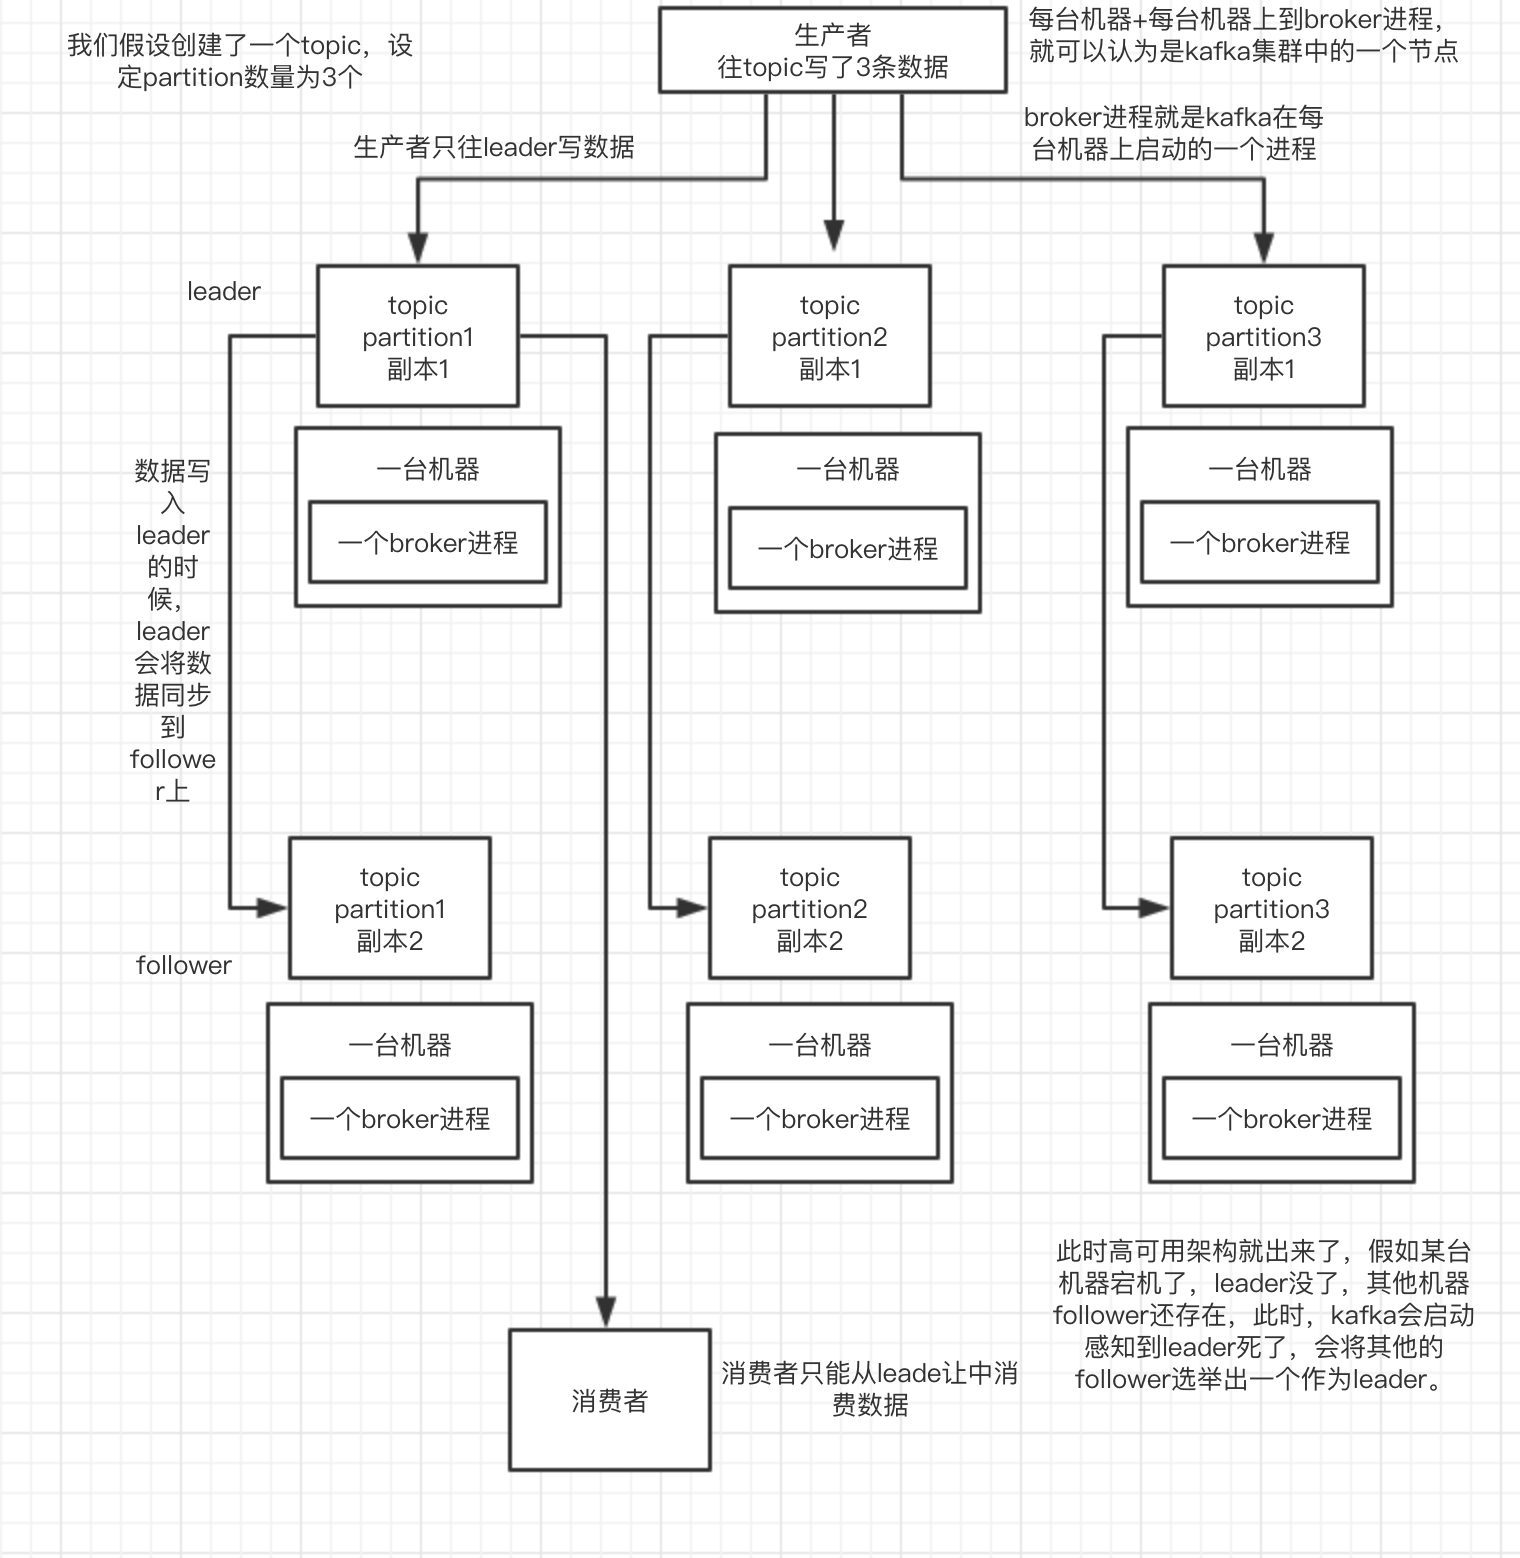 我们假设创建了一个topic，设
定partition数量为3个
生产者
往topic写了3条数据
每台机器+每台机器上到broker进程，
就可以认为是kafka集群中的一个节点
broker进程就是kafka在每
台机器上启动的一个进程
生产者只往leader写数据
leader
topic
partition1
副本1
topic
partition2
副本1
topic
partition3
副本1
一台机器
一个broker进程
一台机器
一个broker进程
一台机器
一个broker进程
数据写
入
leader
的时
候，
leader
会将数
据同步
到
followe
r上
topic
partition1
副本2
topic
partition2
副本2
topic
partition3
副本2
follower
一台机器
一个broker进程
一台机器
一个broker进程
一台机器
一个broker进程
此时高可用架构就出来了，假如某台
机器宕机了，leader没了，其他机器
follower还存在，此时，kafka会启动
感知到leader死了，会将其他的
follower选举出一个作为leader。
消费者
消费者只能从leade让中消
费数据